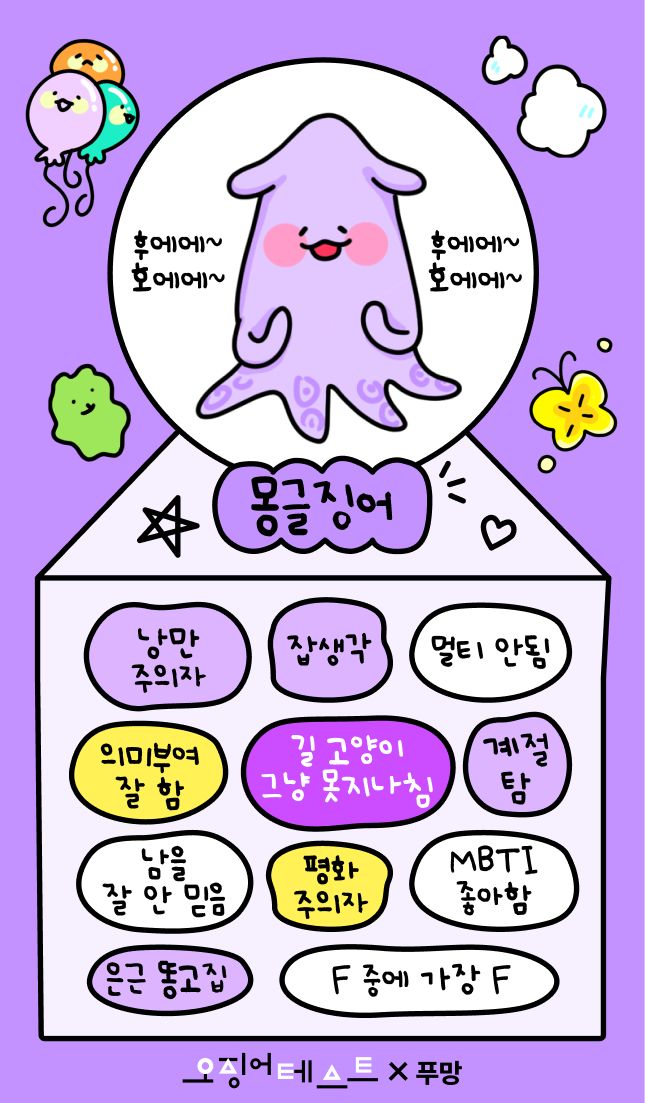 후에에~
호에에~
후에에~
호에에~
몽글징어
낭만
주의자
잡생각
멀티 안됨
의미부여
잘 함
길 고양이
그냥 못지나침
계절
탐
남을
잘 안 믿음
평화
주의자
MBTI
좋아함
은근 똥고집
F 중에 가장 F
오징어테스트 × 푸망